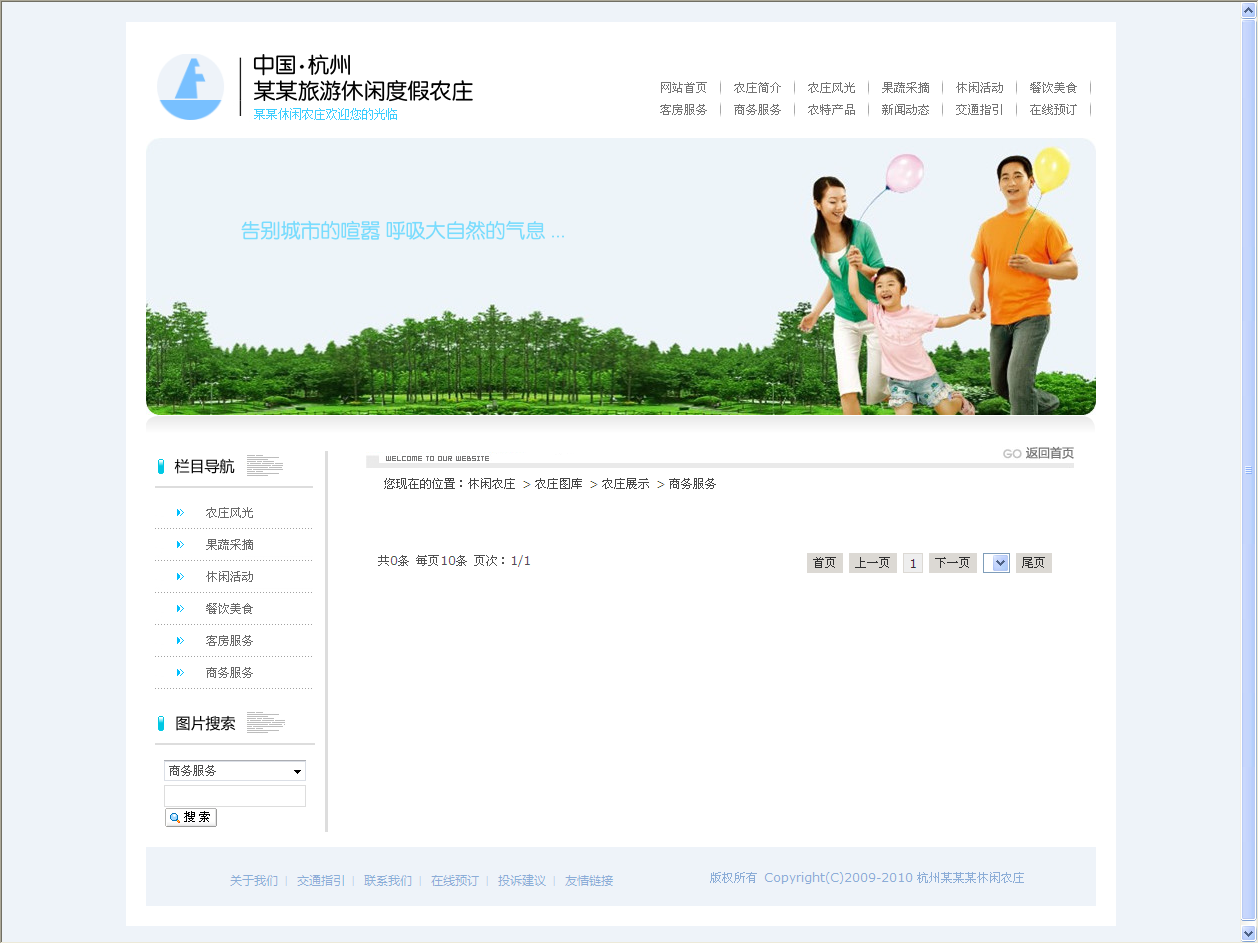 中国·杭州
某某旅游休闲度假农庄
某某休闲农庄欢迎您的光临
网站首页 农庄简介 农庄风光 果蔬采摘 休闲活动 餐饮美食
客房服务 商务服务 农特产品 新闻动态 交通指引 在线预订
告别城市的喧嚣 呼吸大自然的气息 ...
栏目导航
农庄风光
果蔬采摘
休闲活动
餐饮美食
客房服务
商务服务
图片搜索
商务服务
搜 索
WELCOME TO OUR WEBSITE
GO 返回首页
您现在的位置：休闲农庄 > 农庄图库 > 农庄展示 > 商务服务
共0条 每页10条 页次：1/1
首页 上一页 1 下一页 尾页
关于我们 | 交通指引 | 联系我们 | 在线预订 | 投诉建议 | 友情链接
版权所有 Copyright(C)2009-2010 杭州某某某休闲农庄